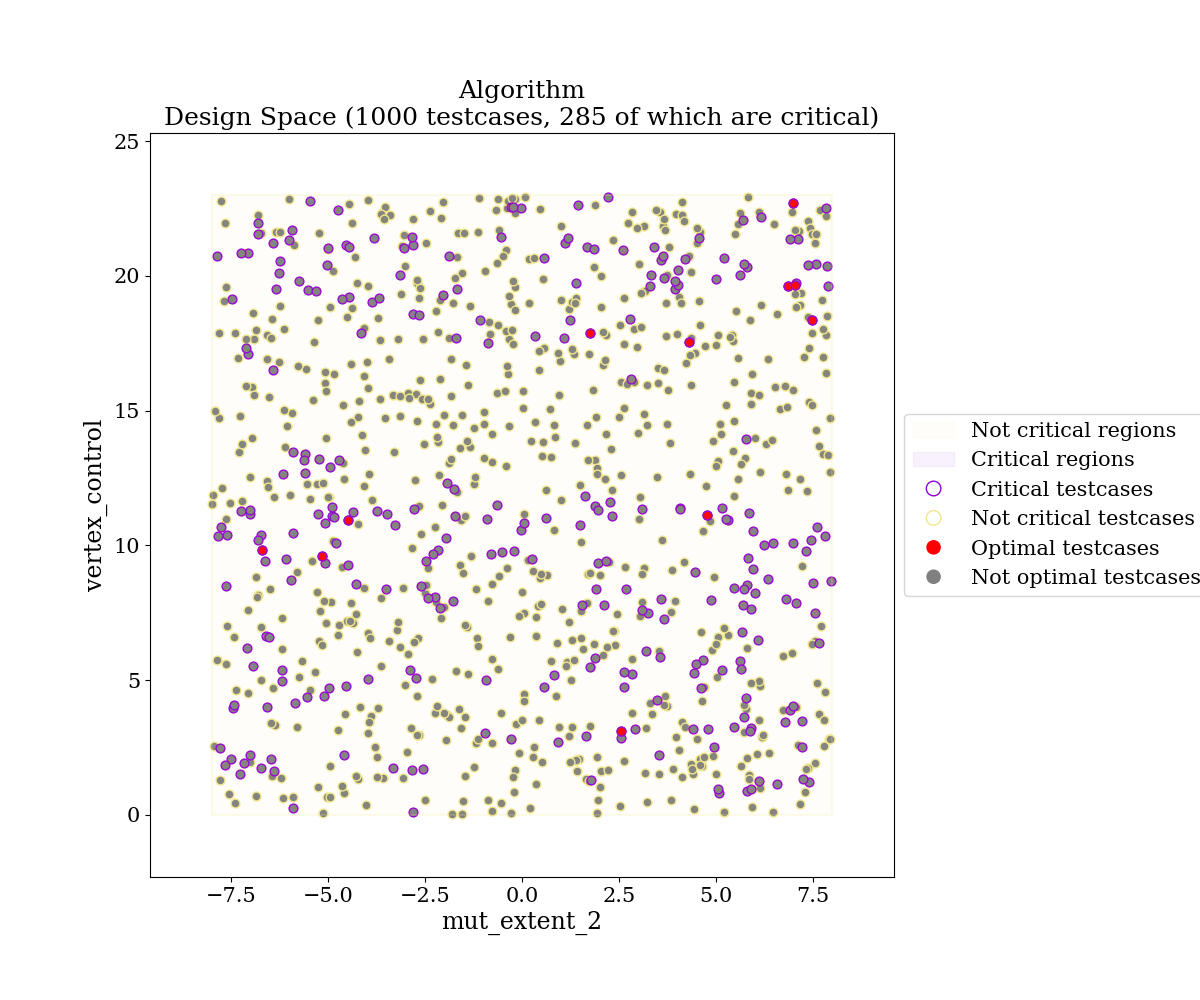 Algorithm
Design Space (1000 testcases, 285 of which are critical)
25
20
15
10
5
0
vertex_control
−7.5 −5.0 −2.5 0.0 2.5 5.0 7.5
mut_extent_2
Not critical regions
Critical regions
Critical testcases
Not critical testcases
Optimal testcases
Not optimal testcases